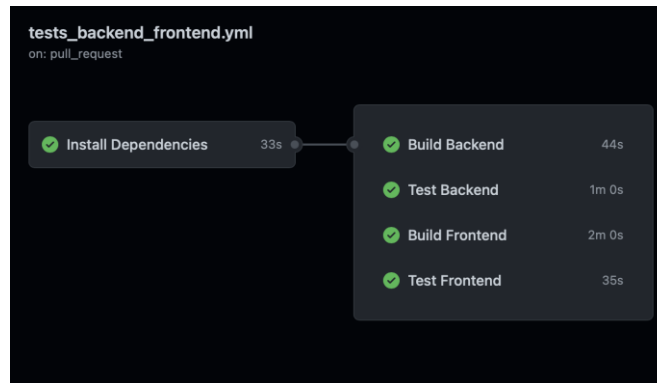 tests_backend_frontend.yml
on: pull_request
Install Dependencies 33s
Build Backend 44s
Test Backend 1m 0s
Build Frontend 2m 0s
Test Frontend 35s